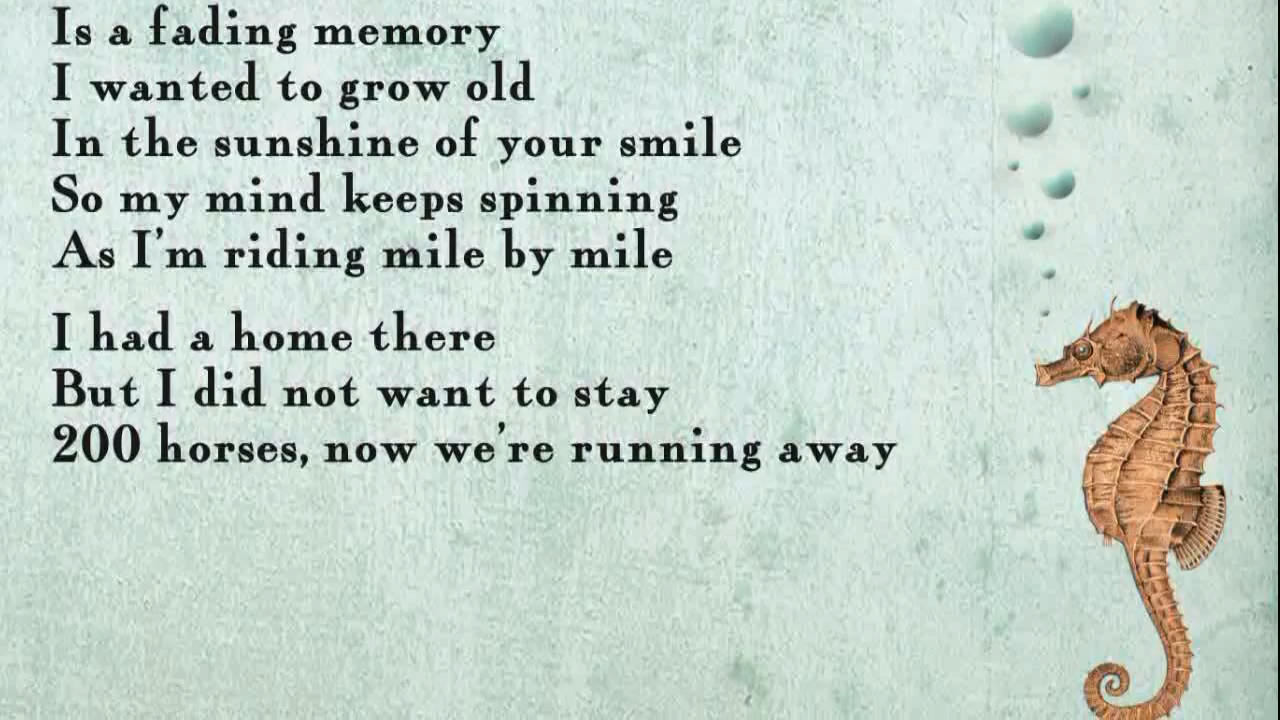 Is a fading memory
I wanted to grow old
In the sunshine of your smile
So my mind keeps spinning
As I'm riding mile by mile
I had a home there
But I did not want to stay
200 horses, now we're running away